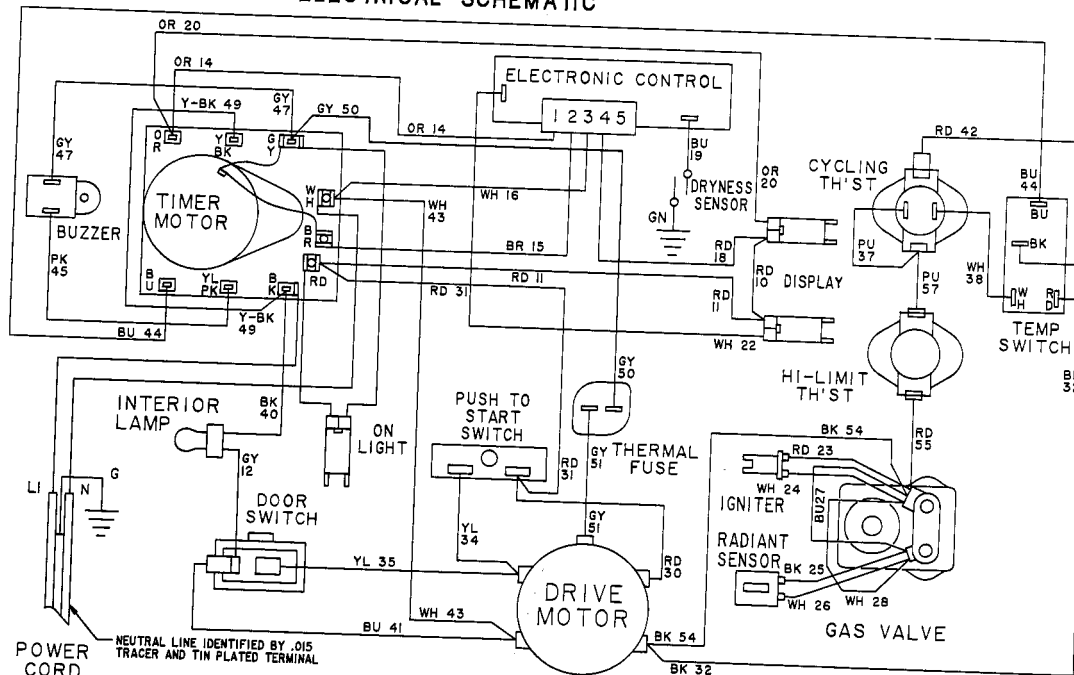 ELECTRICAL SCHEMATIC
OR 20
OR 14
Y-BK 49
GY
47
GY 50
OR 14
ELECTRONIC CONTROL
1 2 3 4 5
RD 42
GY
47
O
R
Y
BK
G
Y
BU
19
OR
20
CYCLING
TH'ST
BU
44
DRYNESS
SENSOR
GN
BUZZER
TIMER
MOTOR
W
H
WH
43
WH 16
B
R
BR 15
RD
18
BU
BK
PU
37
PK
45
RD
RD 31
RD 11
RD
10
DISPLAY
PU
57
WH
38
B
U
YL
PK
B
K
RD
11
W
H
R
D
BU 44
Y-BK
49
WH 22
TEMP
SWITCH
HI-LIMIT
TH'ST
GY
50
INTERIOR
LAMP
BK
40
ON
LIGHT
PUSH TO
START
SWITCH
THERMAL
FUSE
BK 54
RD
55
GY
12
RD
31
GY
51
RD 23
WH 24
IGNITER
BU27
L1
N
G
DOOR
SWITCH
YL
34
GY
51
RADIANT
SENSOR
YL 35
RD
30
BK 25
WH 26
WH 28
DRIVE
MOTOR
GAS VALVE
WH 43
BU 41
BK 54
BK 32
POWER
CORD
NEUTRAL LINE IDENTIFIED BY .015
TRACER AND TIN PLATED TERMINAL